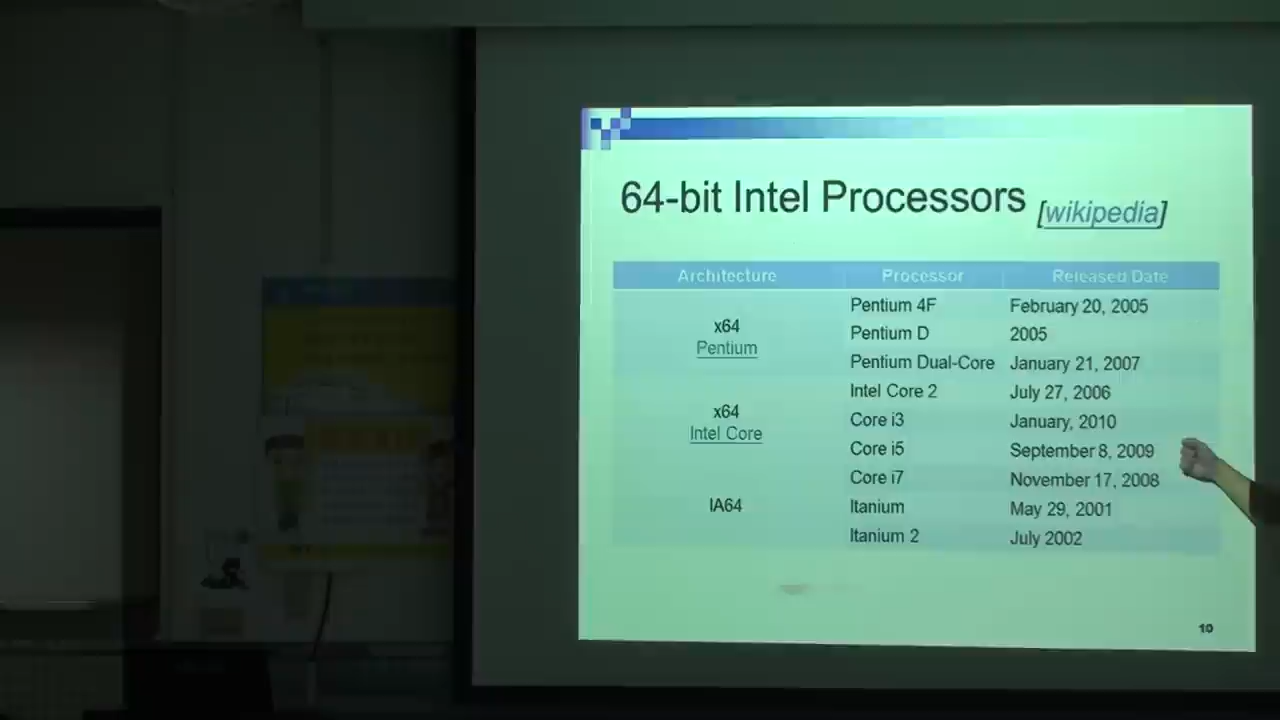 64-bit Intel Processors [wikipedia]
Architecture Processor Released Date
x64
Pentium
Pentium 4F February 20, 2005
Pentium D 2005
Pentium Dual-Core January 21, 2007
x64
Intel Core
Intel Core 2 July 27, 2006
Core i3 January, 2010
Core i5 September 8, 2009
Core i7 November 17, 2008
IA64
Itanium May 29, 2001
Itanium 2 July 2002
10